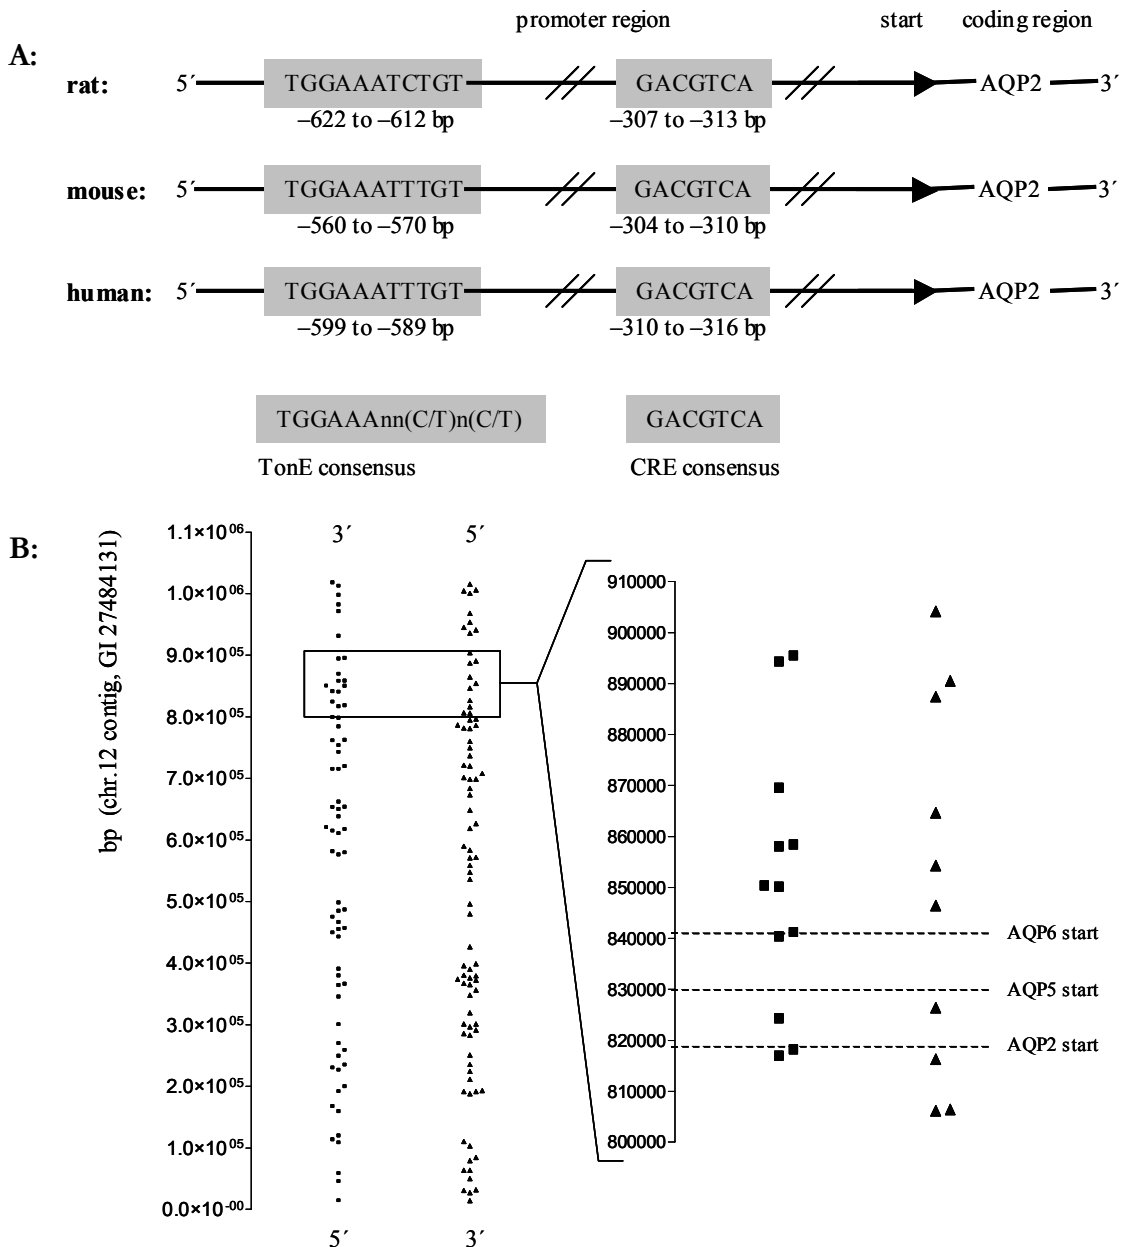 promoter region start coding region
A:
rat: 5´ TGGAAATCTGT GACGTCA AQP2 3´
–622 to –612 bp –307 to –313 bp
mouse: 5´ TGGAAATTTGT GACGTCA AQP2 3´
–560 to –570 bp –304 to –310 bp
human: 5´ TGGAAATTTGT GACGTCA AQP2 3´
–599 to –589 bp –310 to –316 bp
TGGAAAnn(C/T)n(C/T) GACGTCA
TonE consensus CRE consensus
B:
bp (chr.12 contig, GI 27484131)
3´ 5´
1.1×10^06
1.0×10^06
9.0×10^05
8.0×10^05
7.0×10^05
6.0×10^05
5.0×10^05
4.0×10^05
3.0×10^05
2.0×10^05
1.0×10^05
0.0×10^-00
5´ 3´
910000
900000
890000
880000
870000
860000
850000
840000
830000
820000
810000
800000
AQP6 start
AQP5 start
AQP2 start